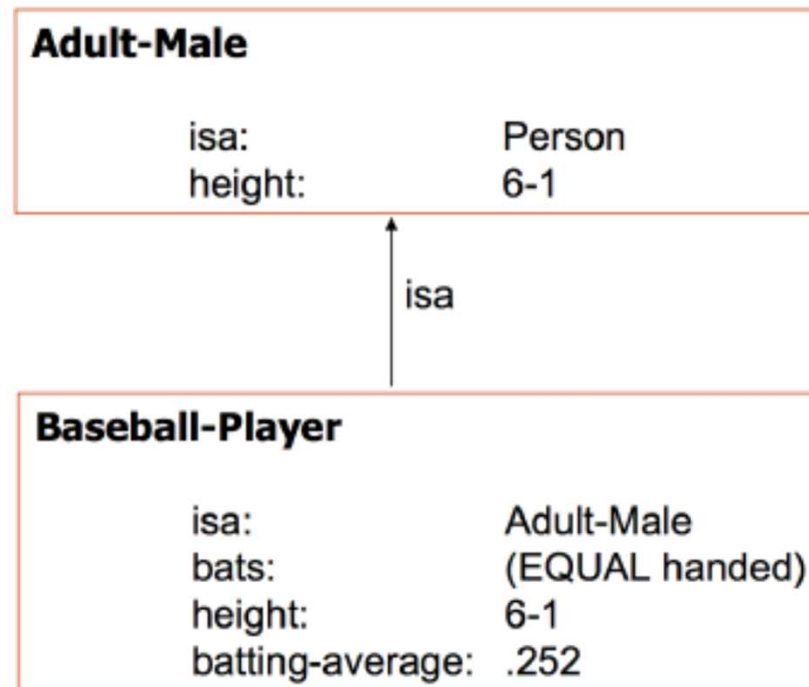 Adult-Male
isa: Person
height: 6-1
isa
Baseball-Player
isa: Adult-Male
bats: (EQUAL handed)
height: 6-1
batting-average: .252